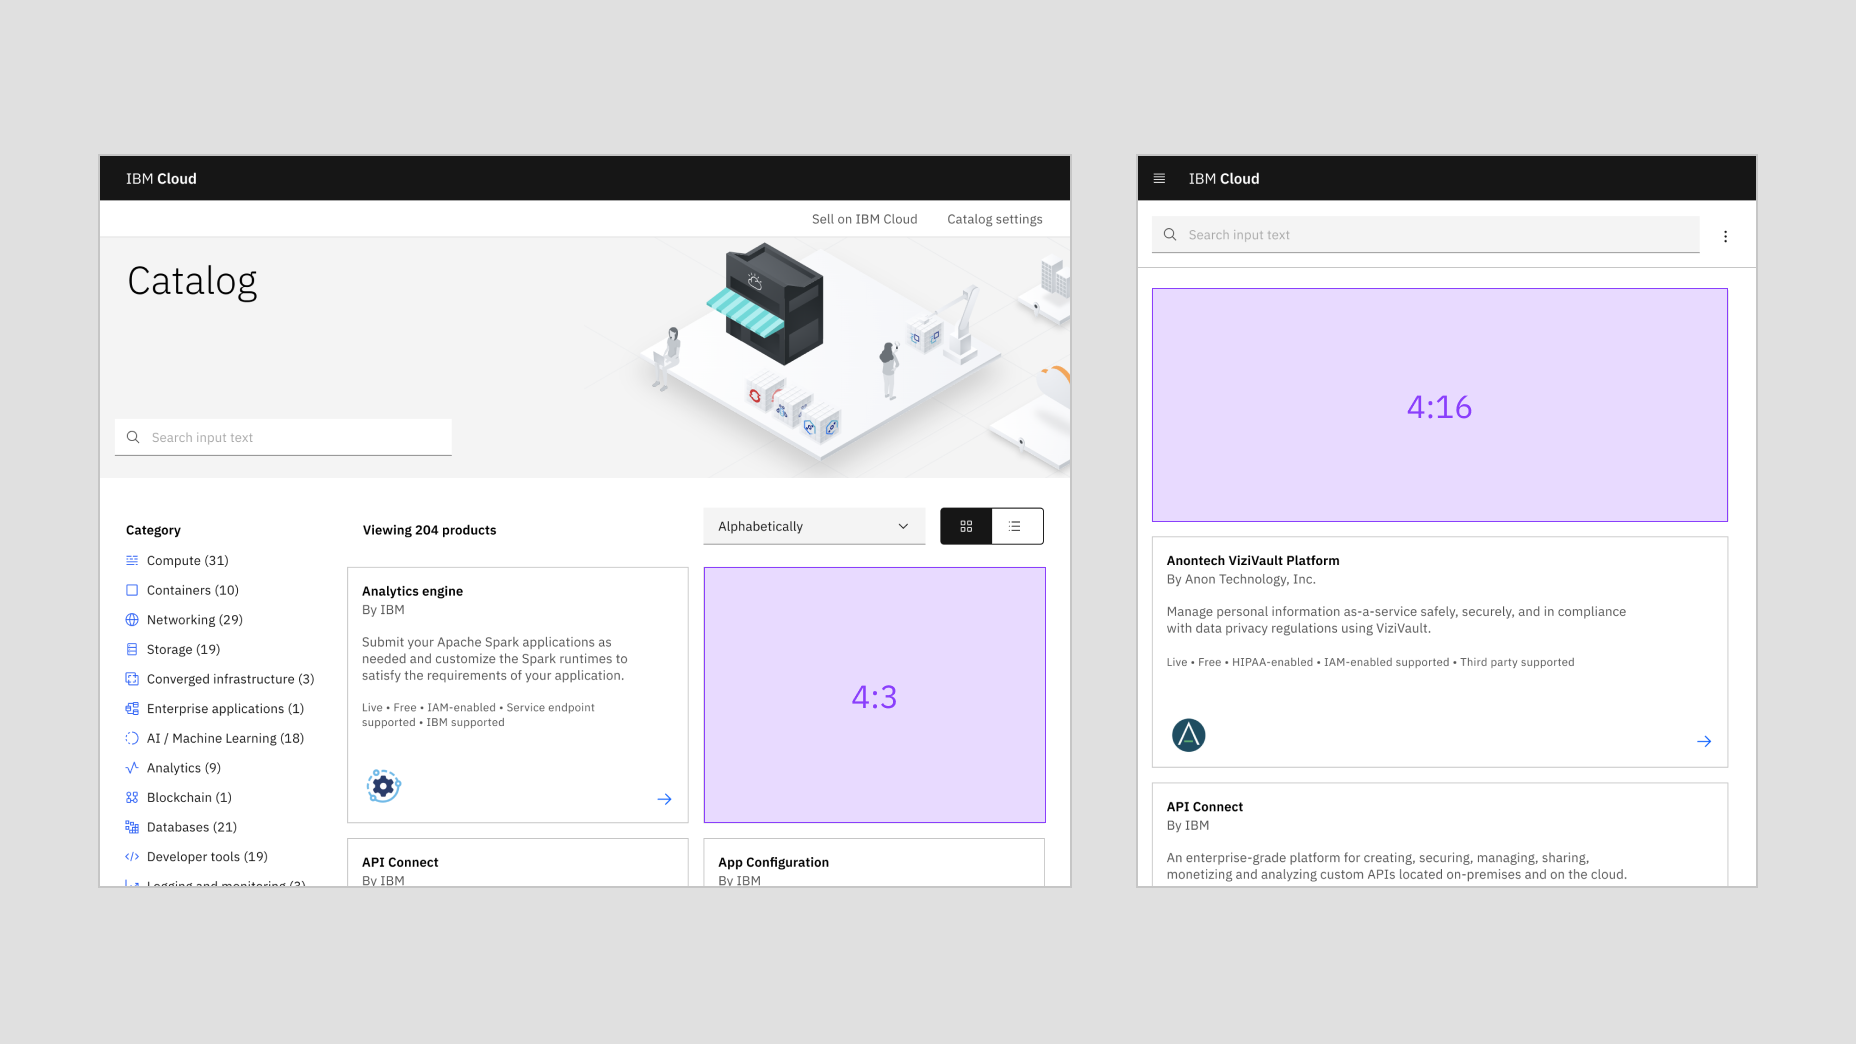 IBM Cloud
Sell on IBM Cloud
Catalog settings
Catalog
Search input text
Category
Compute (31)
Containers (10)
Networking (29)
Storage (19)
Converged infrastructure (3)
Enterprise applications (1)
AI / Machine Learning (18)
Analytics (9)
Blockchain (1)
Databases (21)
Developer tools (19)
Logging and monitoring (3)
Viewing 204 products
Alphabetically
Analytics engine
By IBM
Submit your Apache Spark applications as
needed and customize the Spark runtimes to
satisfy the requirements of your application.
Live • Free • IAM-enabled • Service endpoint
supported • IBM supported
4:3
API Connect
By IBM
App Configuration
By IBM
IBM Cloud
Search input text
4:16
Anontech ViziVault Platform
By Anon Technology, Inc.
Manage personal information as-a-service safely, securely, and in compliance
with data privacy regulations using ViziVault.
Live • Free • HIPAA-enabled • IAM-enabled supported • Third party supported
API Connect
By IBM
An enterprise-grade platform for creating, securing, managing, sharing,
monetizing and analyzing custom APIs located on-premises and on the cloud.